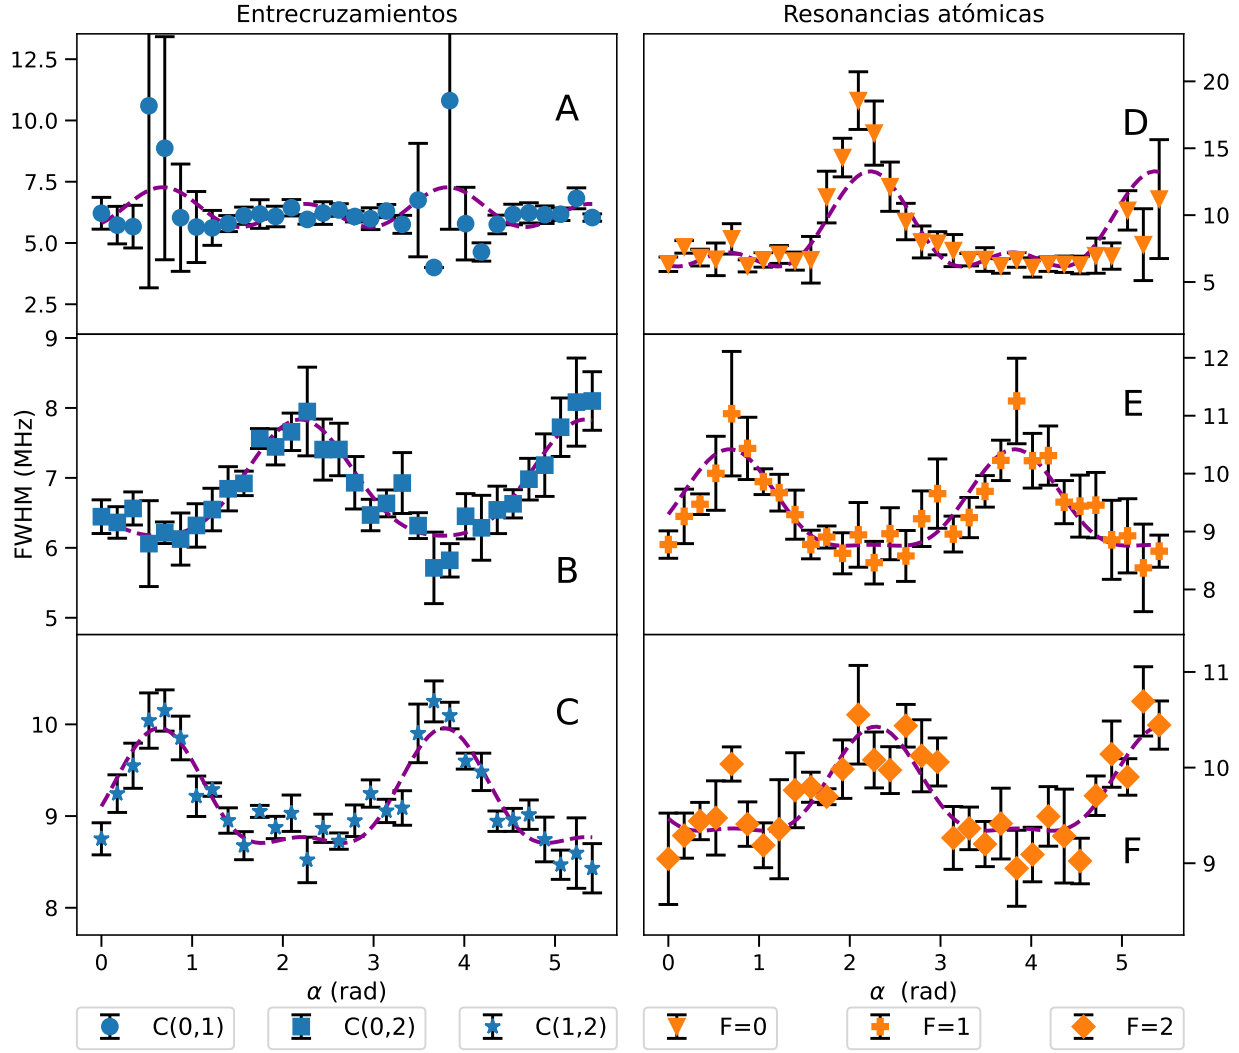 Entrecruzamientos
Resonancias atómicas
12.5
10.0
7.5
5.0
2.5
A
20
15
10
5
D
FWHM (MHz)
9
8
7
6
5
B
12
11
10
9
8
E
10
9
8
C
11
10
9
F
0 1 2 3 4 5
0 1 2 3 4 5
α (rad)
α (rad)
C(0,1) C(0,2) C(1,2) F=0 F=1 F=2